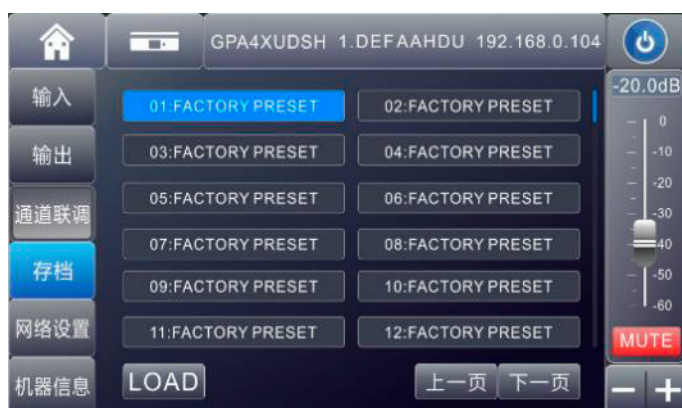 GPA4XUDSH 1.DEFAAHDU 192.168.0.104
输入
输出
通道联调
存档
网络设置
机器信息
01:FACTORY PRESET 02:FACTORY PRESET
03:FACTORY PRESET 04:FACTORY PRESET
05:FACTORY PRESET 06:FACTORY PRESET
07:FACTORY PRESET 08:FACTORY PRESET
09:FACTORY PRESET 10:FACTORY PRESET
11:FACTORY PRESET 12:FACTORY PRESET
LOAD 上一页 下一页
-20.0dB
0
-10
-20
-30
-40
-50
-60
MUTE
− +